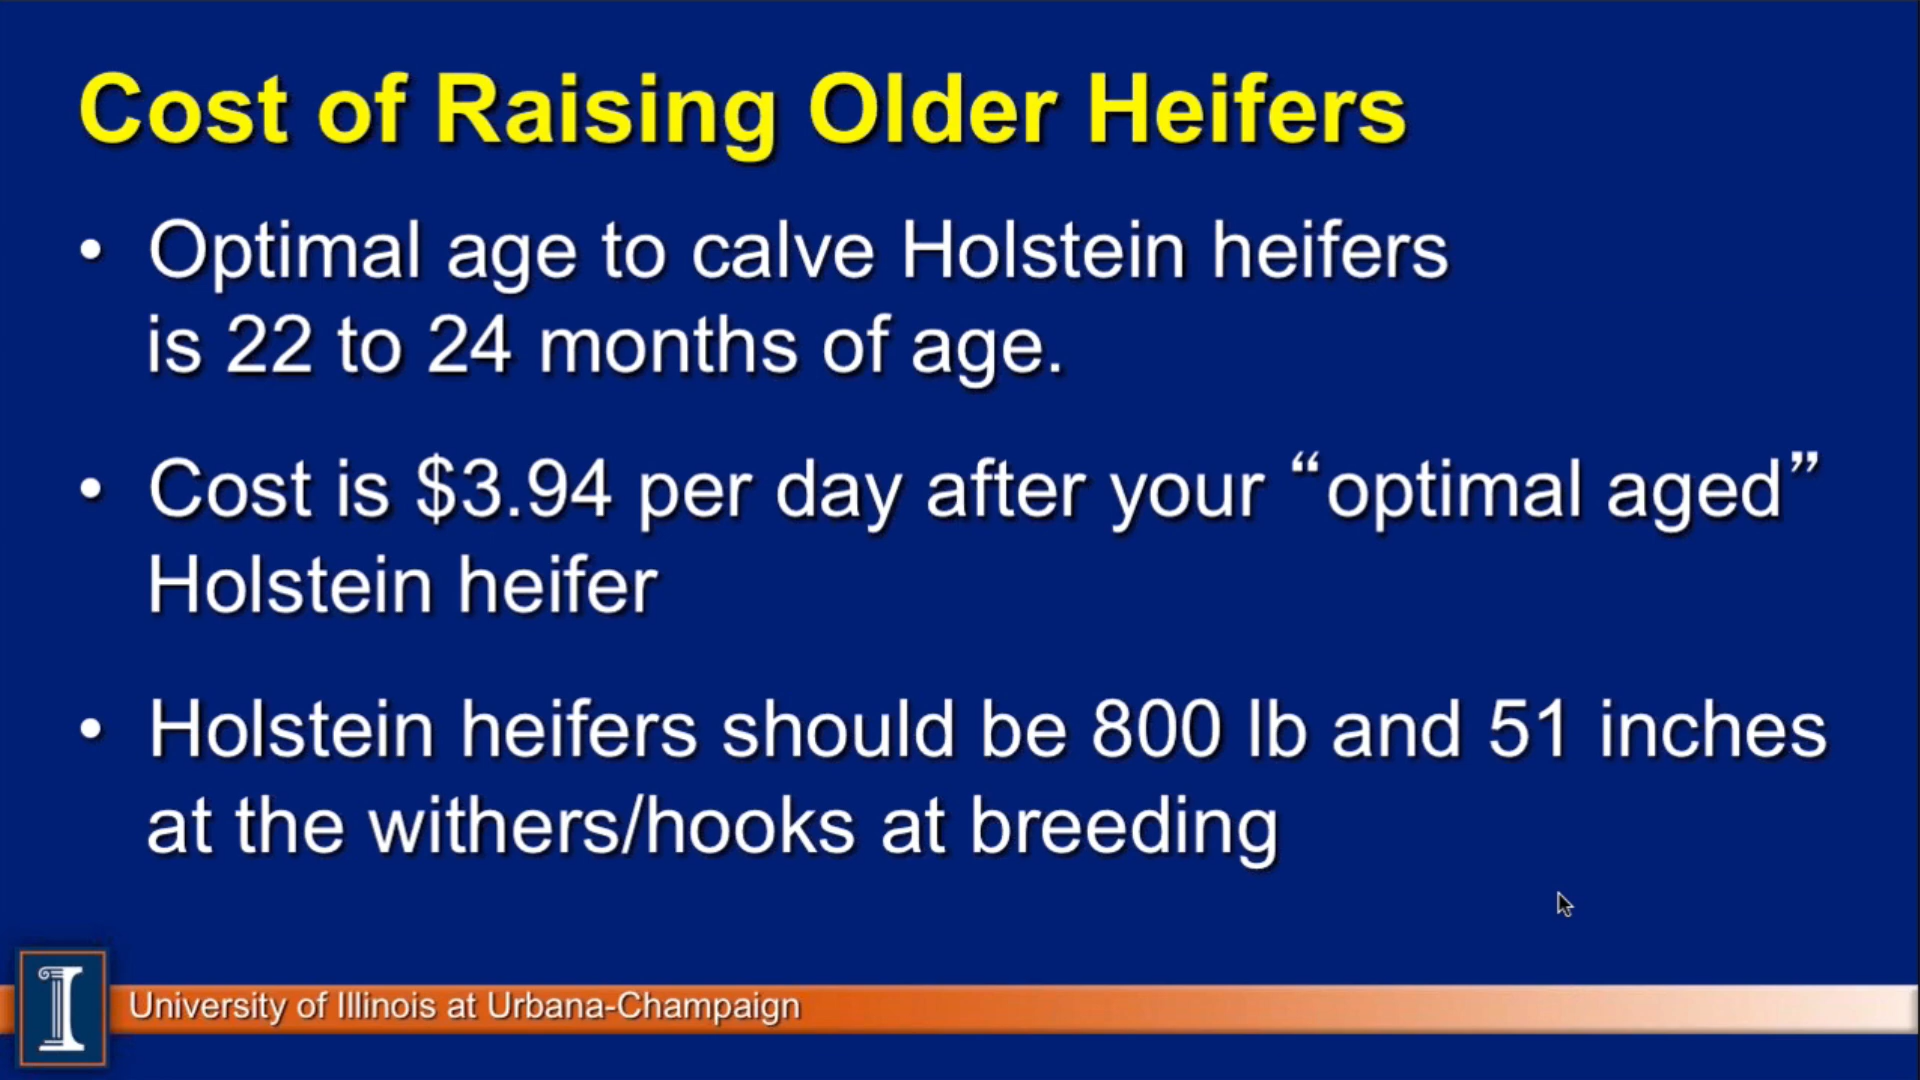 Cost of Raising Older Heifers
• Optimal age to calve Holstein heifers
is 22 to 24 months of age.
• Cost is $3.94 per day after your “optimal aged”
Holstein heifer
• Holstein heifers should be 800 lb and 51 inches
at the withers/hooks at breeding
I
University of Illinois at Urbana-Champaign